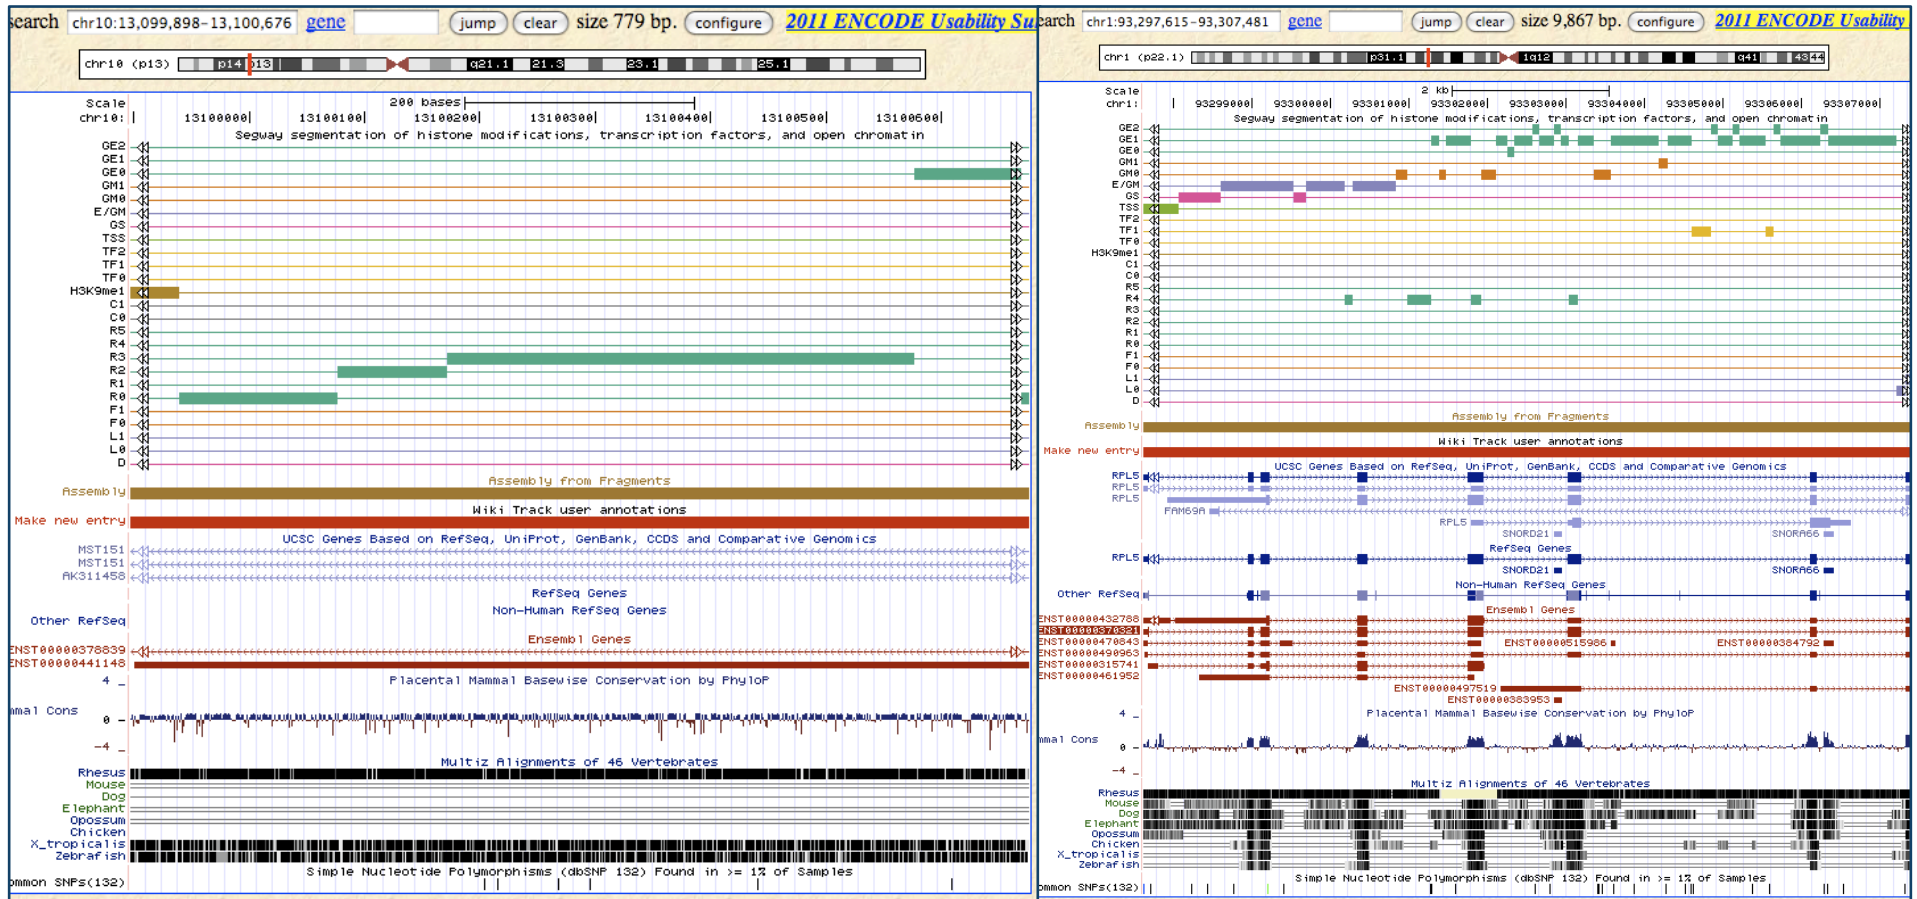 search chr10:13,099,898-13,100,676 gene jump clear size 779 bp. configure 2011 ENCODE Usability Su
chr10 (p13) p14 p13 q21.1 21.3 23.1 25.1
Scale 200 bases
chr10: 13100000 13100100 13100200 13100300 13100400 13100500 13100600
Segway segmentation of histone modifications, transcription factors, and open chromatin
GE2
GE1
GE0
GM1
GM0
E/GM
GS
TSS
TF2
TF1
TF0
H3K9me1
C1
C0
R5
R4
R3
R2
R1
R0
F1
F0
L1
L0
D
Assembly from Fragments
Assembly
Wiki Track user annotations
Make new entry
UCSC Genes Based on RefSeq, UniProt, GenBank, CCDS and Comparative Genomics
MST151
MST151
AK311458
RefSeq Genes
Non-Human RefSeq Genes
Other RefSeq
Ensembl Genes
ENST00000378839
ENST00000441148
4 _ Placental Mammal Basewise Conservation by PhyloP
mmal Cons 0 -
-4 _
Multiz Alignments of 46 Vertebrates
Rhesus
Mouse
Dog
Elephant
Opossum
Chicken
X_tropicalis
Zebrafish
Simple Nucleotide Polymorphisms (dbSNP 132) Found in >= 1% of Samples
ommon SNPs(132)
earch chr1:93,297,615-93,307,481 gene jump clear size 9,867 bp. configure 2011 ENCODE Usability
chr1 (p22.1) p31.1 1q12 q41 43 44
Scale 2 kb
chr1: 93299000 93300000 93301000 93302000 93303000 93304000 93305000 93306000 93307000
Segway segmentation of histone modifications, transcription factors, and open chromatin
GE2
GE1
GE0
GM1
GM0
E/GM
GS
TSS
TF2
TF1
TF0
H3K9me1
C1
C0
R5
R4
R3
R2
R1
R0
F1
F0
L1
L0
D
Assembly from Fragments
Assembly
Wiki Track user annotations
Make new entry
UCSC Genes Based on RefSeq, UniProt, GenBank, CCDS and Comparative Genomics
RPL5
RPL5
RPL5
FAM69A
RPL5
SNORD21 SNORA66
RefSeq Genes
RPL5
SNORD21 SNORA66
Non-Human RefSeq Genes
Other RefSeq
Ensembl Genes
ENST00000432788
ENST00000370321
ENST00000470843 ENST00000515986 ENST00000384792
ENST00000490963
ENST00000315741
ENST00000461952
ENST00000497519
ENST00000383953
4 _ Placental Mammal Basewise Conservation by PhyloP
mmal Cons 0 -
-4 _
Multiz Alignments of 46 Vertebrates
Rhesus
Mouse
Dog
Elephant
Opossum
Chicken
X_tropicalis
Zebrafish
Simple Nucleotide Polymorphisms (dbSNP 132) Found in >= 1% of Samples
ommon SNPs(132)